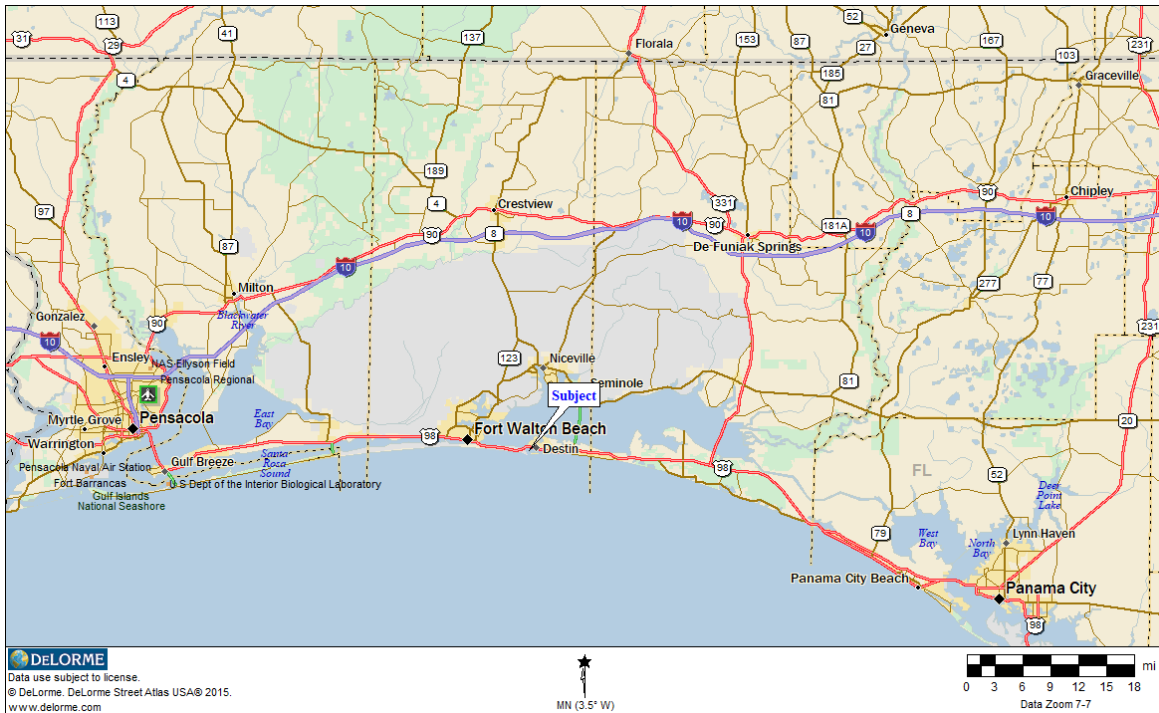 113
41
137
52
Geneva
31
29
Florala
153
87
27
167
231
4
185
103
Graceville
81
189
4
97
Crestview
331
90
Chipley
90
8
10
90
181A
10
8
10
87
De Funiak Springs
10
277
77
Milton
Blackwater
River
Gonzalez
90
10
231
Ensley
NAS Ellyson Field
Pensacola Regional
123
Niceville
Seminole
81
Subject
Myrtle Grove
Pensacola
East
Bay
98
Fort Walton Beach
20
Warrington
Destin
Santa
Rosa
Sound
Gulf Breeze
98
FL
Pensacola Naval Air Station
Fort Barrancas
U S Dept of the Interior Biological Laboratory
52
Deer
Point
Lake
Gulf Islands
National Seashore
79
West
Bay
North
Bay
Lynn Haven
Panama City Beach
Panama City
98
DELORME
Data use subject to license.
© DeLorme. DeLorme Street Atlas USA® 2015.
www.delorme.com
MN (3.5° W)
mi
0 3 6 9 12 15 18
Data Zoom 7-7